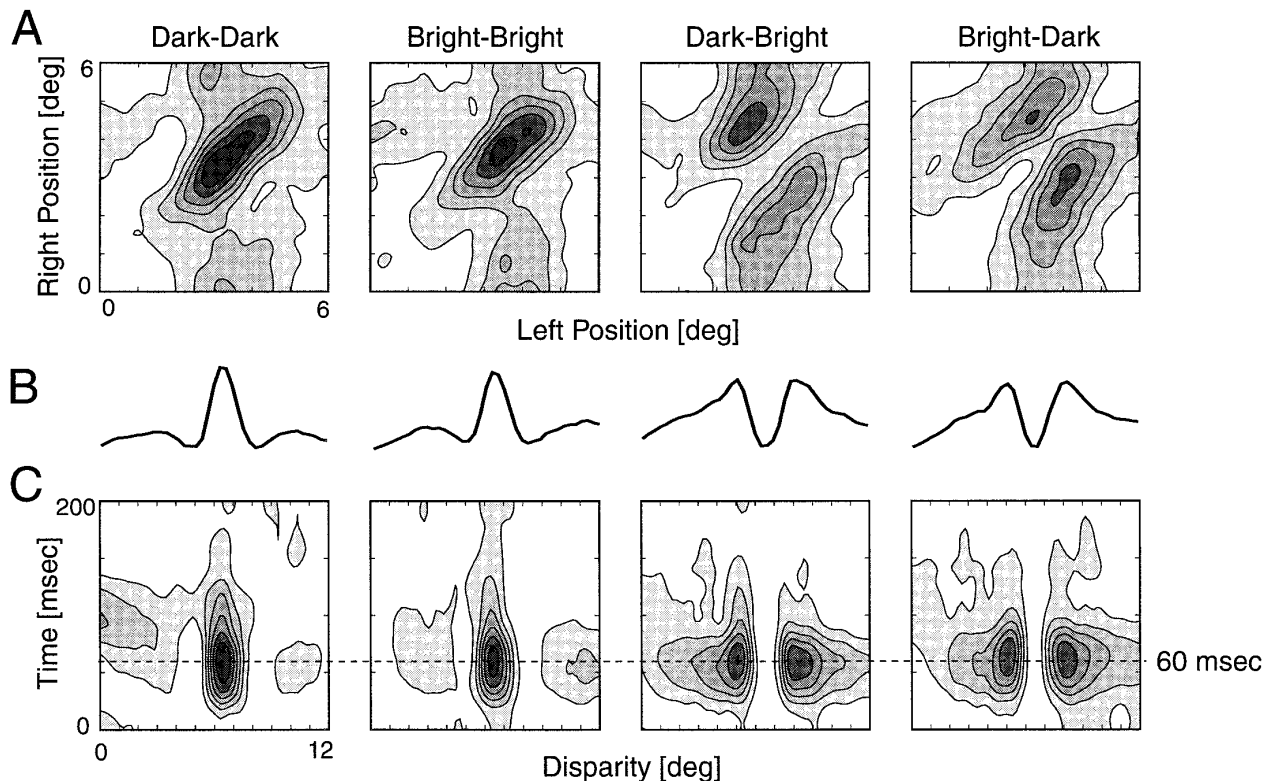 A
Dark-Dark Bright-Bright Dark-Bright Bright-Dark
Right Position [deg]
6
0
0 6
Left Position [deg]
B
C
Time [msec]
200
0
60 msec
0 12
Disparity [deg]